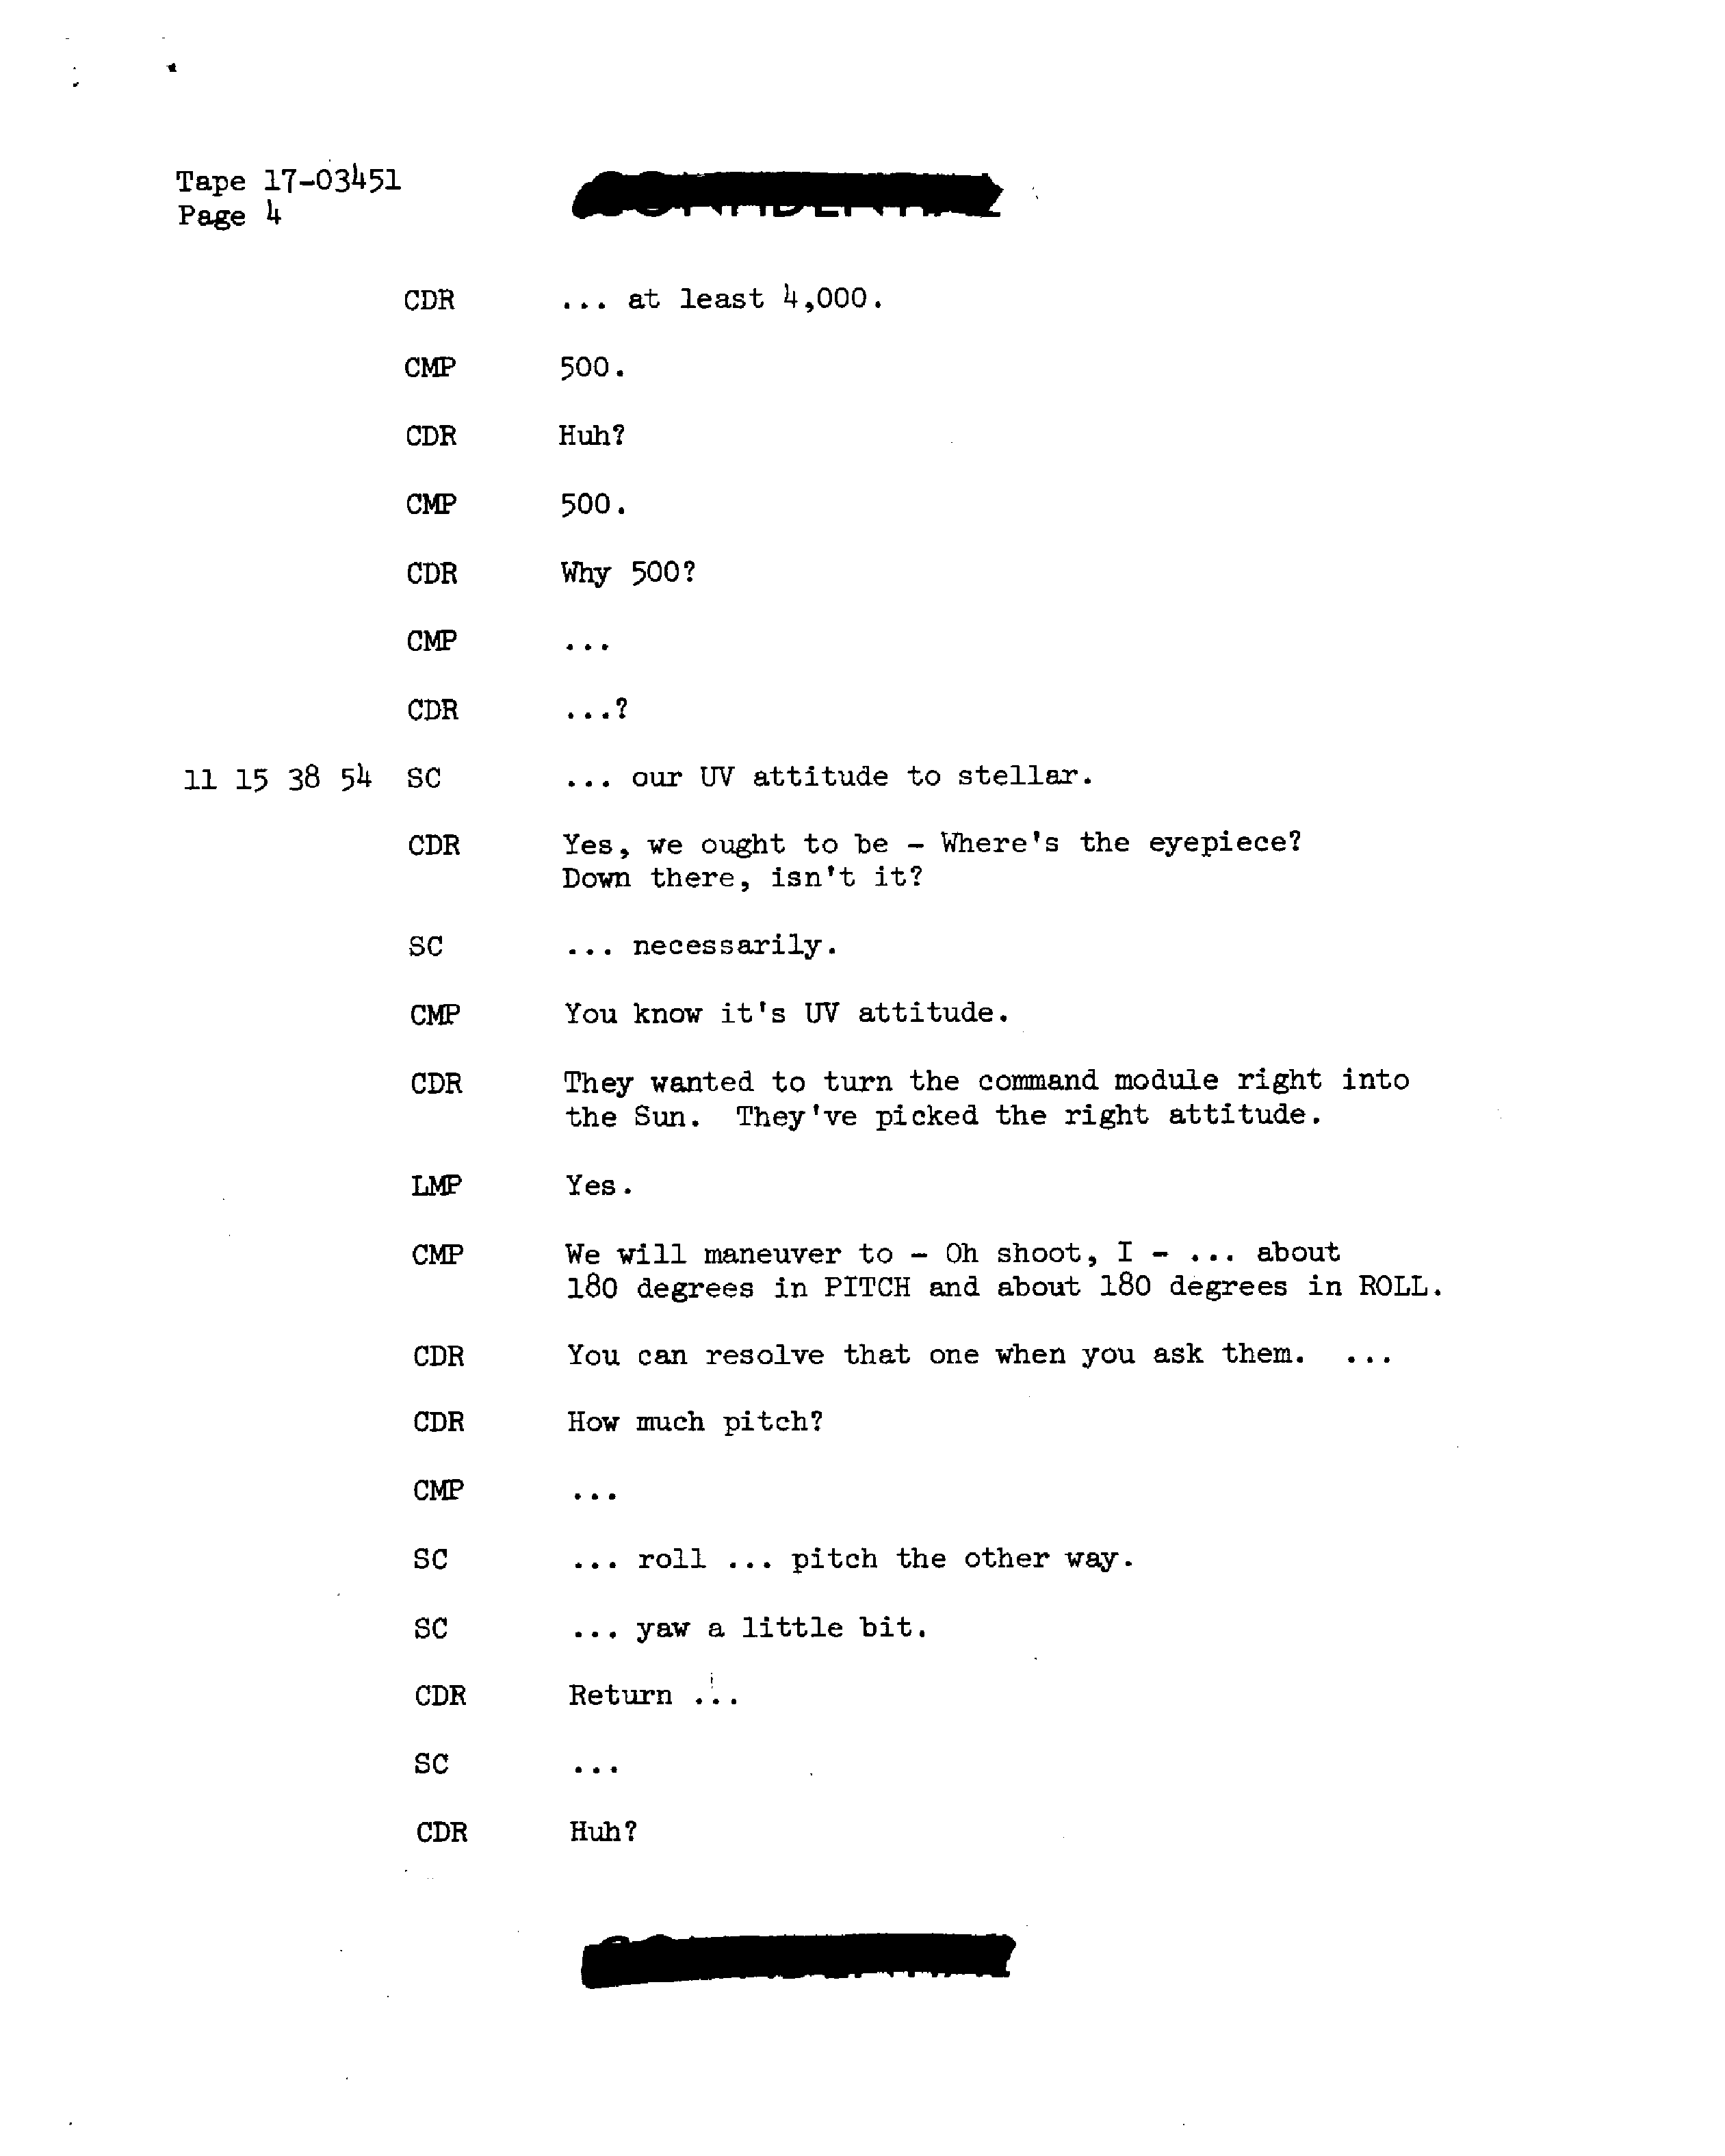 Tape 17-03451
Page 4
CDR ... at least 4,000.
CMP 500.
CDR Huh?
CMP 500.
CDR Why 500?
CMP ...
CDR ...?
11 15 38 54 SC ... our UV attitude to stellar.
CDR Yes, we ought to be - Where's the eyepiece?
Down there, isn't it?
SC ... necessarily.
CMP You know it's UV attitude.
CDR They wanted to turn the command module right into
the Sun. They've picked the right attitude.
LMP Yes.
CMP We will maneuver to - Oh shoot, I - ... about
180 degrees in PITCH and about 180 degrees in ROLL.
CDR You can resolve that one when you ask them. ...
CDR How much pitch?
CMP ...
SC ... roll ... pitch the other way.
SC ... yaw a little bit.
CDR Return ...
SC ...
CDR Huh?